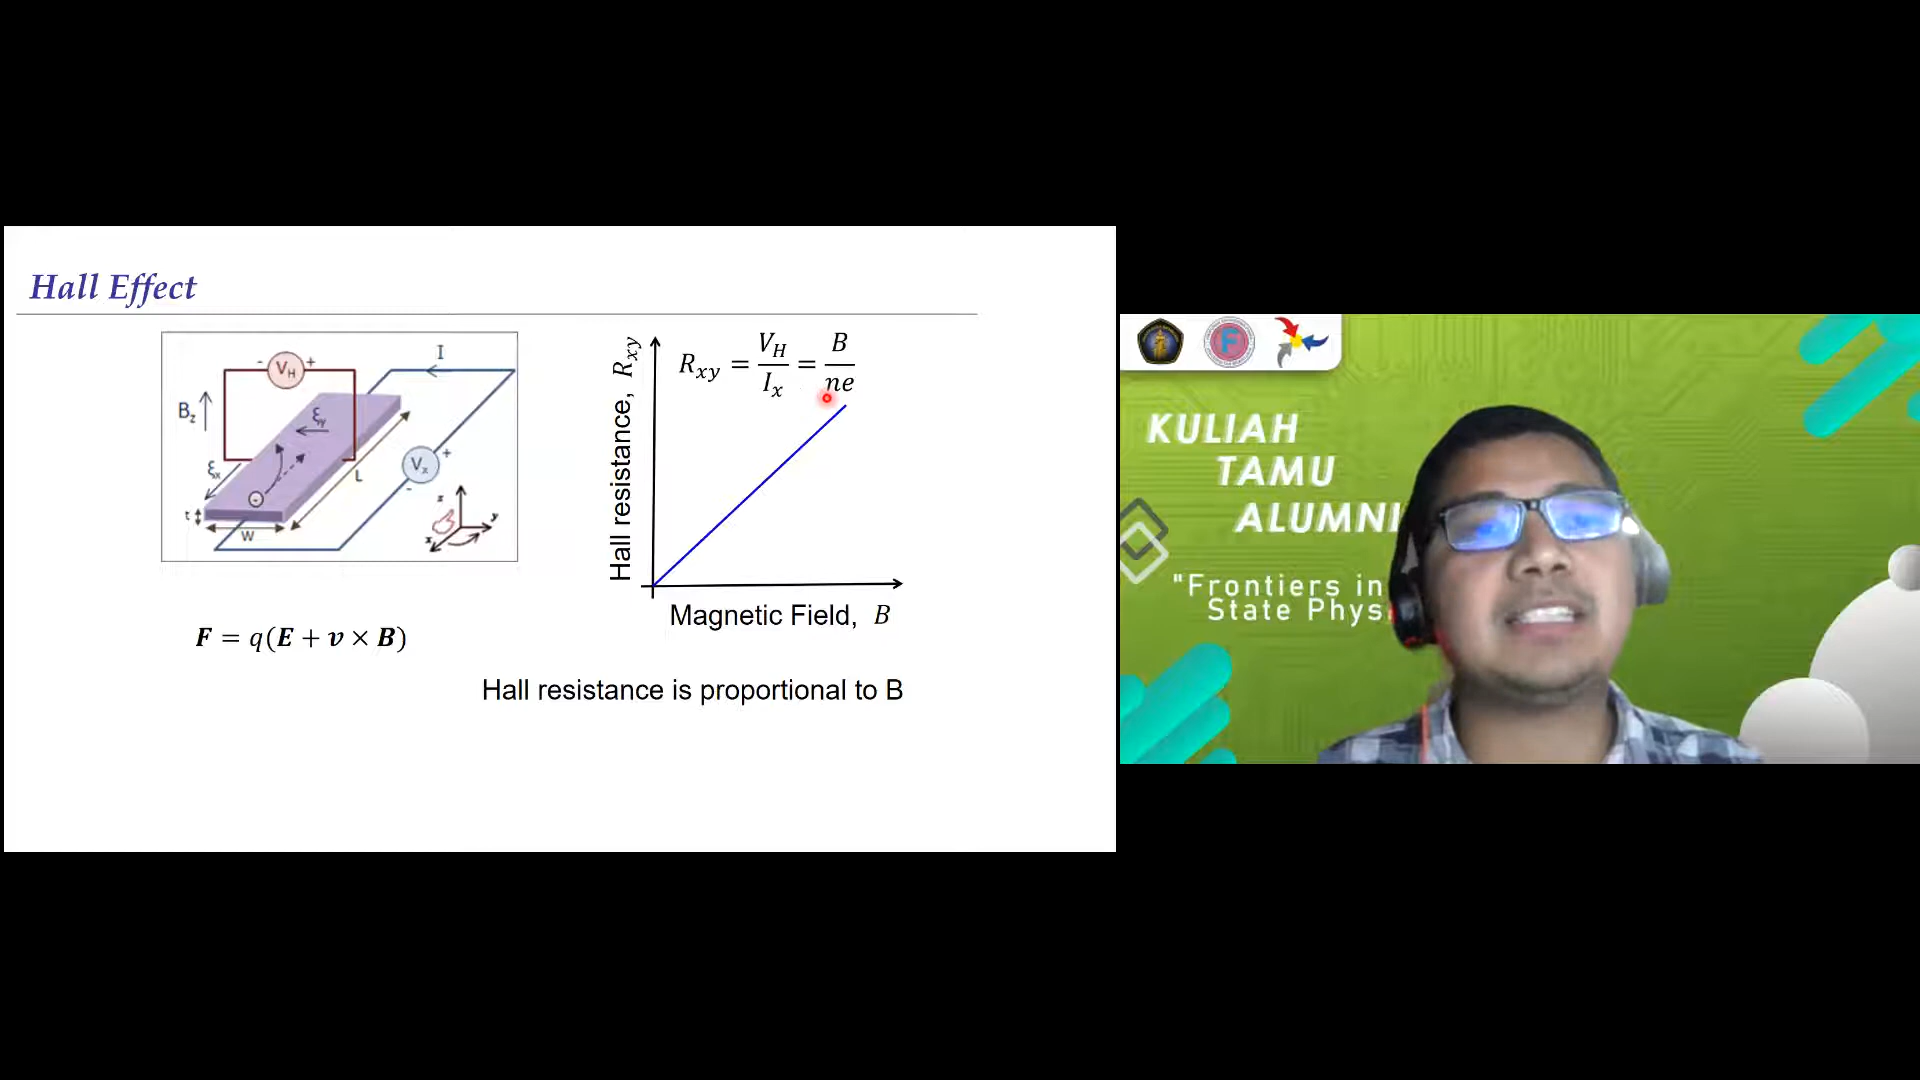 Hall Effect
- V_H +
I
B_z
ξ_y
ξ_x
V_x
+
-
L
-
t
W
z
y
x
Hall resistance, R_xy
R_xy = V_H / I_x = B / ne
Magnetic Field, B
F = q(E + v × B)
Hall resistance is proportional to B
F
KULIAH
TAMU
ALUMNI
"Frontiers in
State Phys